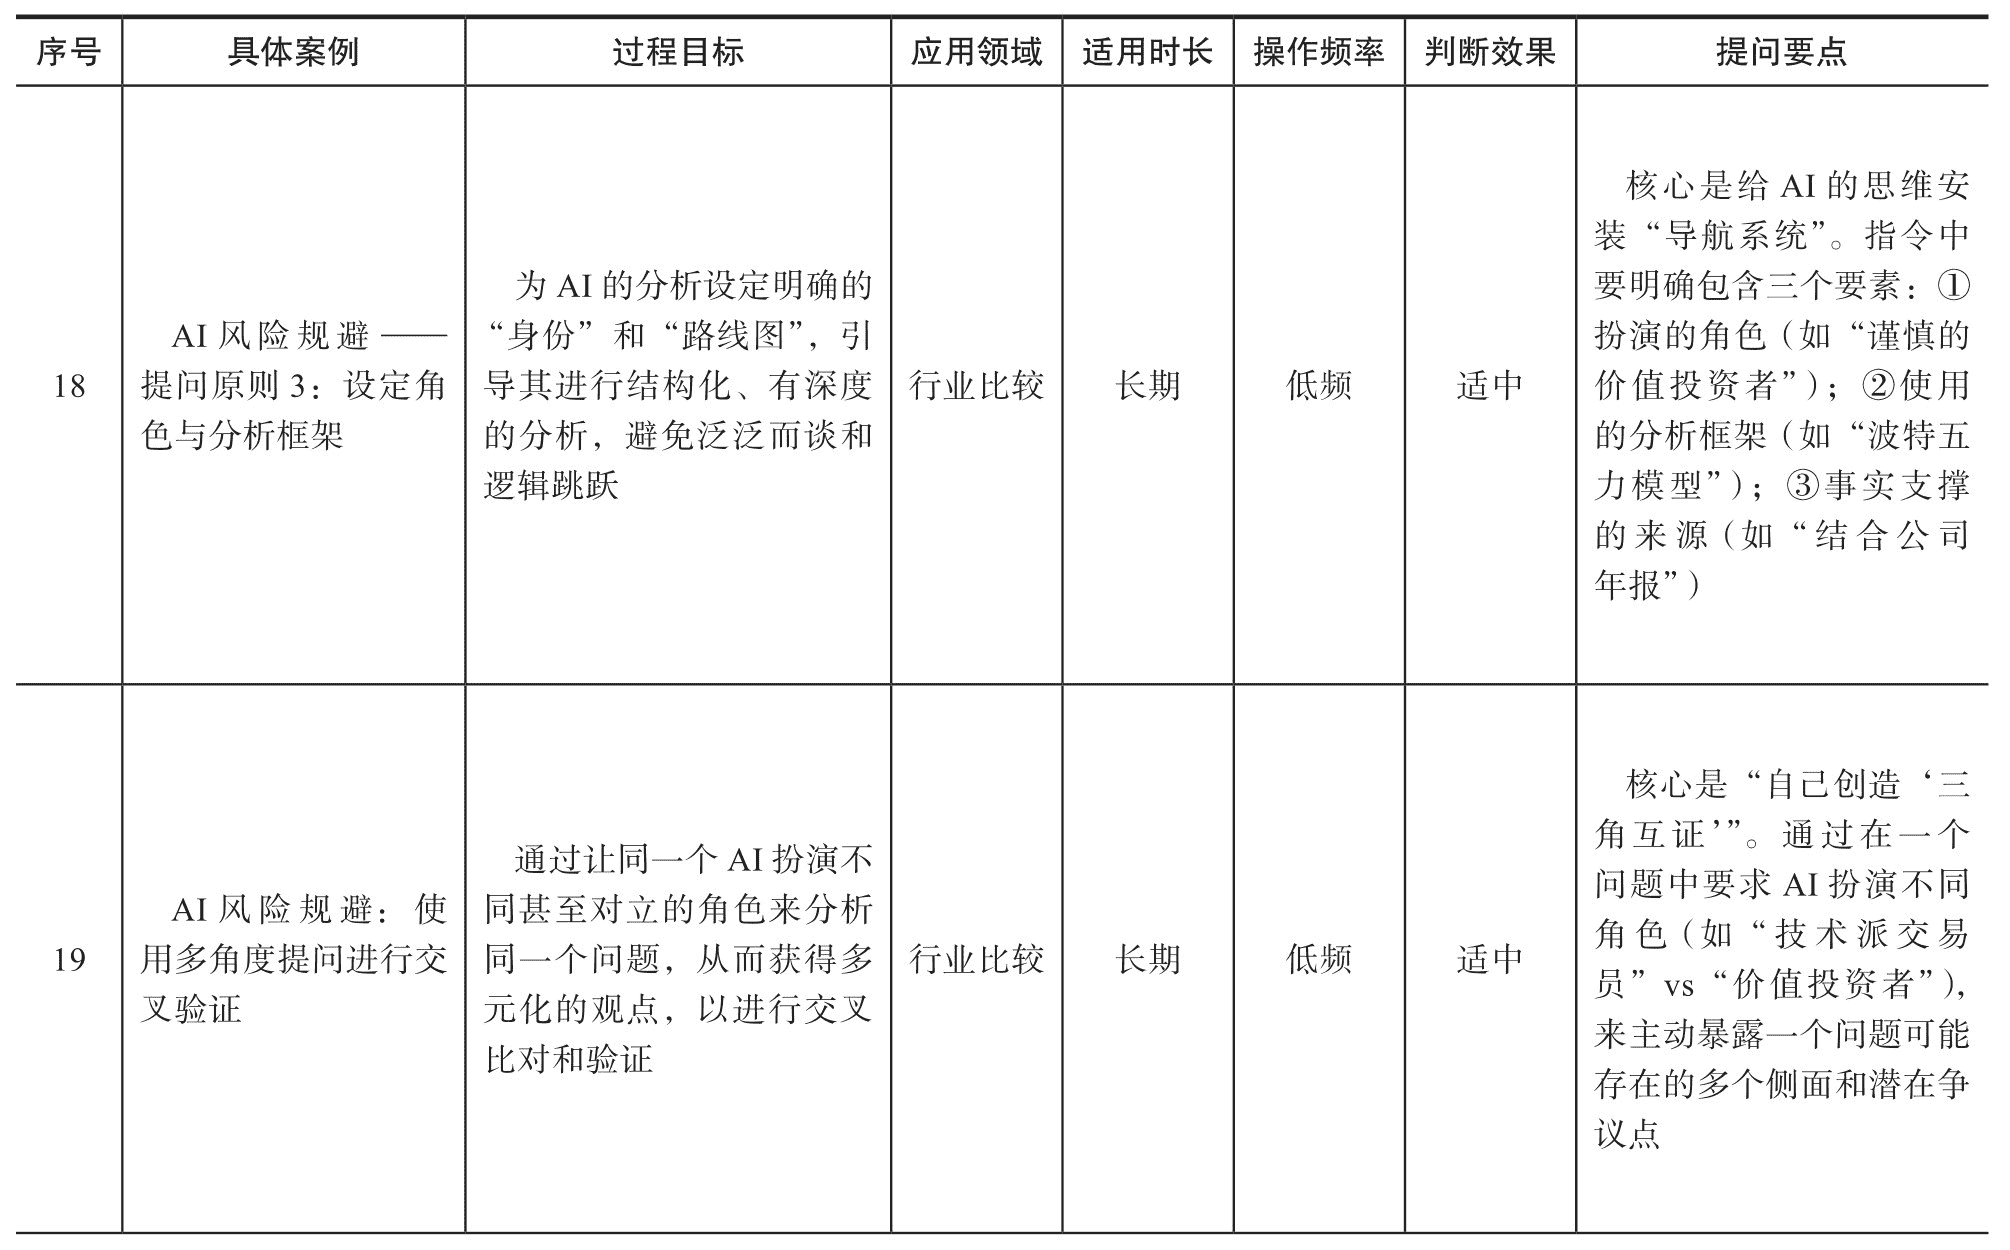 序号 具体案例 过程目标 应用领域 适用时长 操作频率 判断效果 提问要点
18
AI 风险规避——
提问原则 3：设定角
色与分析框架
为 AI 的分析设定明确的
“身份”和“路线图”，引
导其进行结构化、有深度
的分析，避免泛泛而谈和
逻辑跳跃
行业比较
长期
低频
适中
核心是给 AI 的思维安
装“导航系统”。指令中
要明确包含三个要素：①
扮演的角色（如“谨慎的
价值投资者”）；②使用
的分析框架（如“波特五
力模型”）；③事实支撑
的来源（如“结合公司
年报”）
19
AI 风险规避：使
用多角度提问进行交
叉验证
通过让同一个 AI 扮演不
同甚至对立的角色来分析
同一个问题，从而获得多
元化的观点，以进行交叉
比对和验证
行业比较
长期
低频
适中
核心是“自己创造‘三
角互证’”。通过在一个
问题中要求 AI 扮演不同
角色（如“技术派交易
员”vs“价值投资者”），
来主动暴露一个问题可能
存在的多个侧面和潜在争
议点